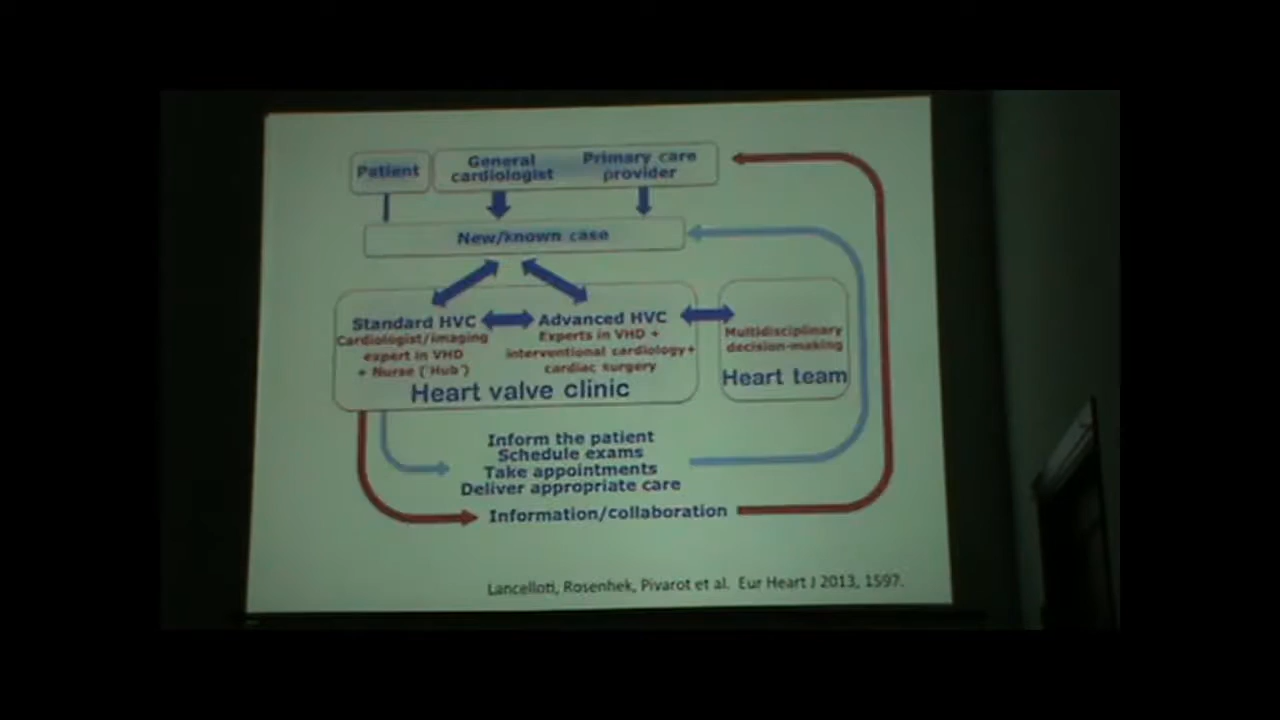 Patient
General
cardiologist
Primary care
provider
New/known case
Standard HVC
Cardiologist/imaging
expert in VHD
+ Nurse ('Hub')
Advanced HVC
Experts in VHD +
interventional cardiology+
cardiac surgery
Heart valve clinic
Multidisciplinary
decision-making
Heart team
Inform the patient
Schedule exams
Take appointments
Deliver appropriate care
Information/collaboration
Lancelloti, Rosenhek, Pivarot et al. Eur Heart J 2013, 1597.